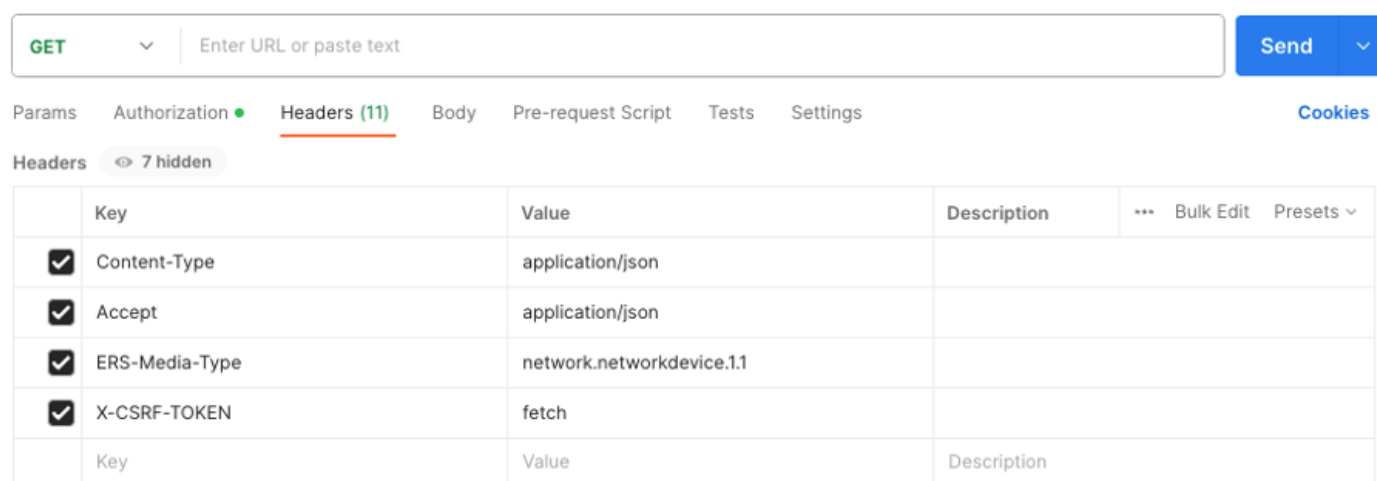 GET Enter URL or paste text Send
Params Authorization Headers (11) Body Pre-request Script Tests Settings Cookies
Headers 7 hidden
Key Value Description ••• Bulk Edit Presets
Content-Type application/json
Accept application/json
ERS-Media-Type network.networkdevice.1.1
X-CSRF-TOKEN fetch
Key Value Description